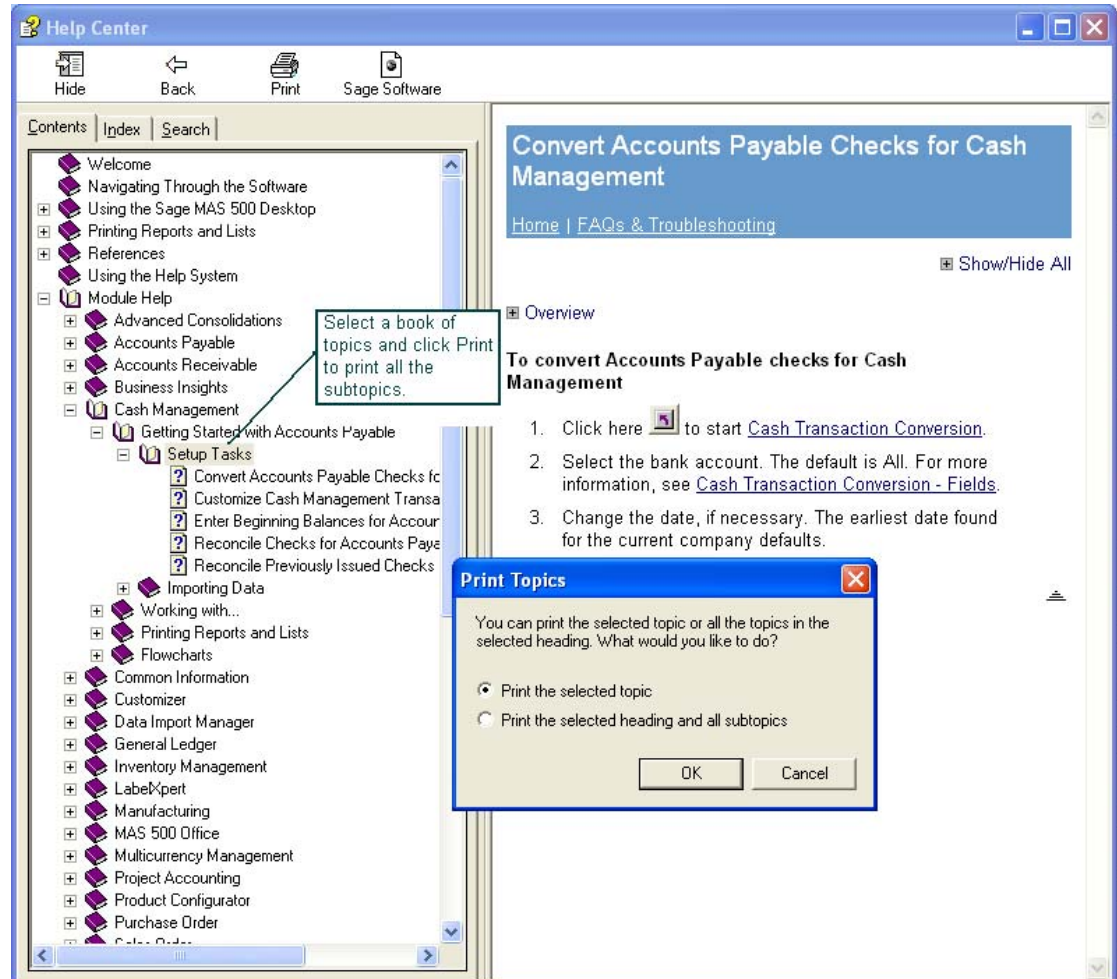 Help Center
Hide Back Print Sage Software
Contents Index Search
Welcome
Navigating Through the Software
Using the Sage MAS 500 Desktop
Printing Reports and Lists
References
Using the Help System
Module Help
Advanced Consolidations
Accounts Payable
Accounts Receivable
Business Insights
Cash Management
Getting Started with Accounts Payable
Setup Tasks
Convert Accounts Payable Checks fo
Customize Cash Management Transa
Enter Beginning Balances for Accour
Reconcile Checks for Accounts Paya
Reconcile Previously Issued Checks
Importing Data
Working with...
Printing Reports and Lists
Flowcharts
Common Information
Customizer
Data Import Manager
General Ledger
Inventory Management
LabelXpert
Manufacturing
MAS 500 Office
Multicurrency Management
Project Accounting
Product Configurator
Purchase Order
Select a book of
topics and click Print
to print all the
subtopics.
Convert Accounts Payable Checks for Cash
Management
Home | FAQs & Troubleshooting
Show/Hide All
Overview
To convert Accounts Payable checks for Cash
Management
1. Click here to start Cash Transaction Conversion.
2. Select the bank account. The default is All. For more
information, see Cash Transaction Conversion - Fields.
3. Change the date, if necessary. The earliest date found
for the current company defaults.
Print Topics
You can print the selected topic or all the topics in the
selected heading. What would you like to do?
Print the selected topic
Print the selected heading and all subtopics
OK Cancel